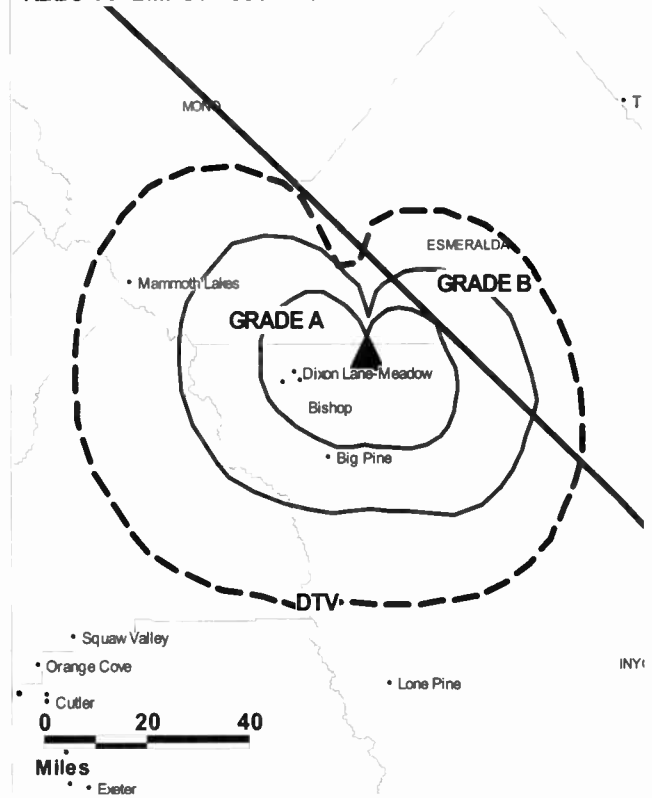 MONO
T
ESMERALDA
Mammoth Lakes
GRADE B
GRADE A
Dixon Lane-Meadow
Bishop
Big Pine
DTV
Squaw Valley
Orange Cove
INY
Lone Pine
Cutler
0 20 40
Miles
Exeter